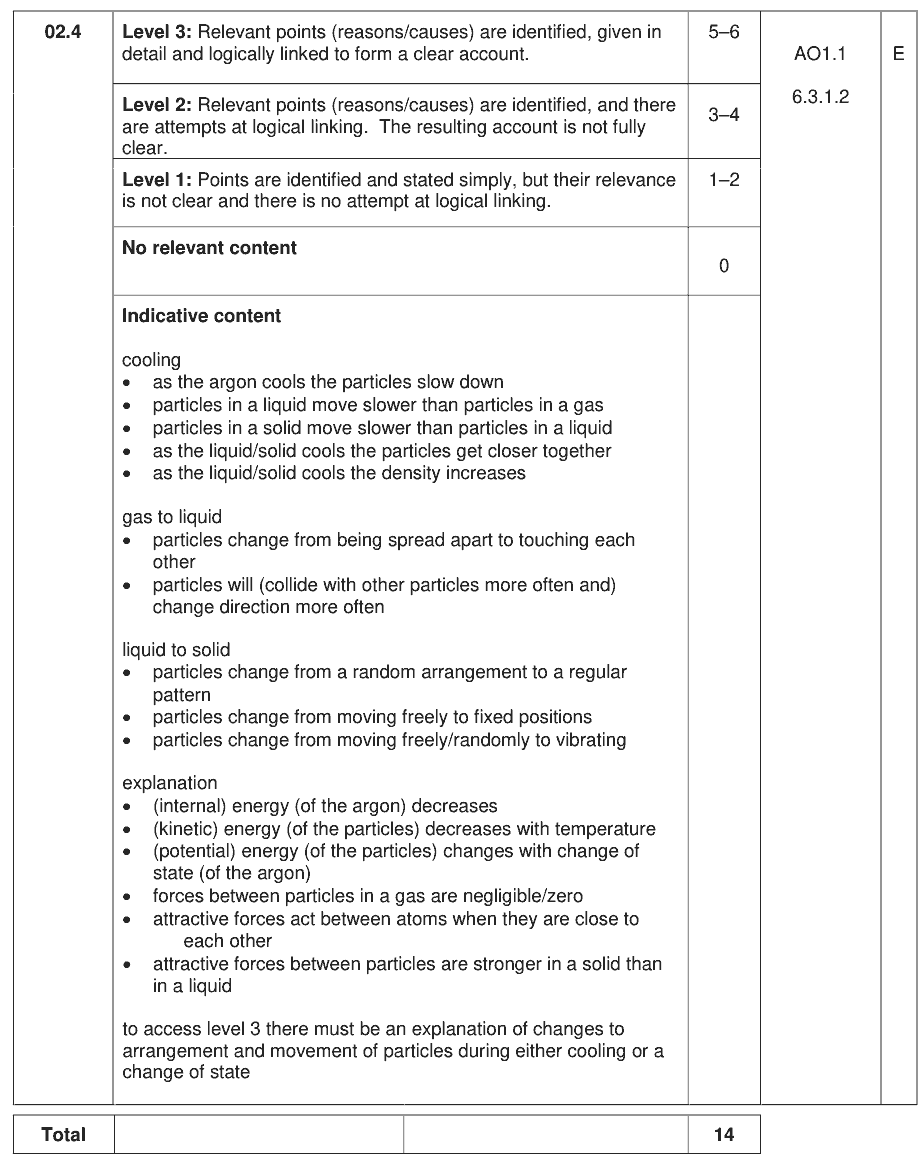 02.4
Level 3: Relevant points (reasons/causes) are identified, given in
detail and logically linked to form a clear account.
5–6
AO1.1
6.3.1.2
E
Level 2: Relevant points (reasons/causes) are identified, and there
are attempts at logical linking. The resulting account is not fully
clear.
3–4
Level 1: Points are identified and stated simply, but their relevance
is not clear and there is no attempt at logical linking.
1–2
No relevant content
0
Indicative content
cooling
• as the argon cools the particles slow down
• particles in a liquid move slower than particles in a gas
• particles in a solid move slower than particles in a liquid
• as the liquid/solid cools the particles get closer together
• as the liquid/solid cools the density increases
gas to liquid
• particles change from being spread apart to touching each
other
• particles will (collide with other particles more often and)
change direction more often
liquid to solid
• particles change from a random arrangement to a regular
pattern
• particles change from moving freely to fixed positions
• particles change from moving freely/randomly to vibrating
explanation
• (internal) energy (of the argon) decreases
• (kinetic) energy (of the particles) decreases with temperature
• (potential) energy (of the particles) changes with change of
state (of the argon)
• forces between particles in a gas are negligible/zero
• attractive forces act between atoms when they are close to
each other
• attractive forces between particles are stronger in a solid than
in a liquid
to access level 3 there must be an explanation of changes to
arrangement and movement of particles during either cooling or a
change of state
Total
14